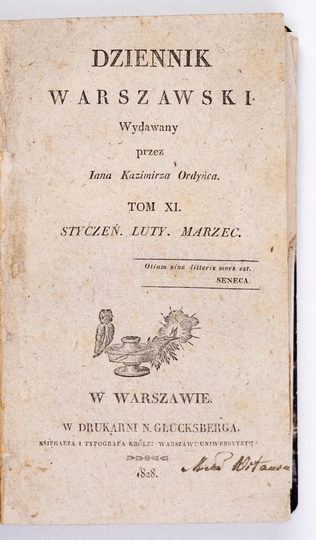 DZIENNIK
WARSZAWSKI
Wydawany
przez
Iana Kazimirza Ordyńca.
TOM XI.
STYCZEŃ. LUTY. MARZEC.
Otium sine litteris mors est.
SENECA.
W WARSZAWIE.
W DRUKARNI N. GLÜCKSBERGA.
KSIĘGARZA I TYPOGRAFA KRÓLEW: WARSZAW: UNIWERSYTETU
1828.